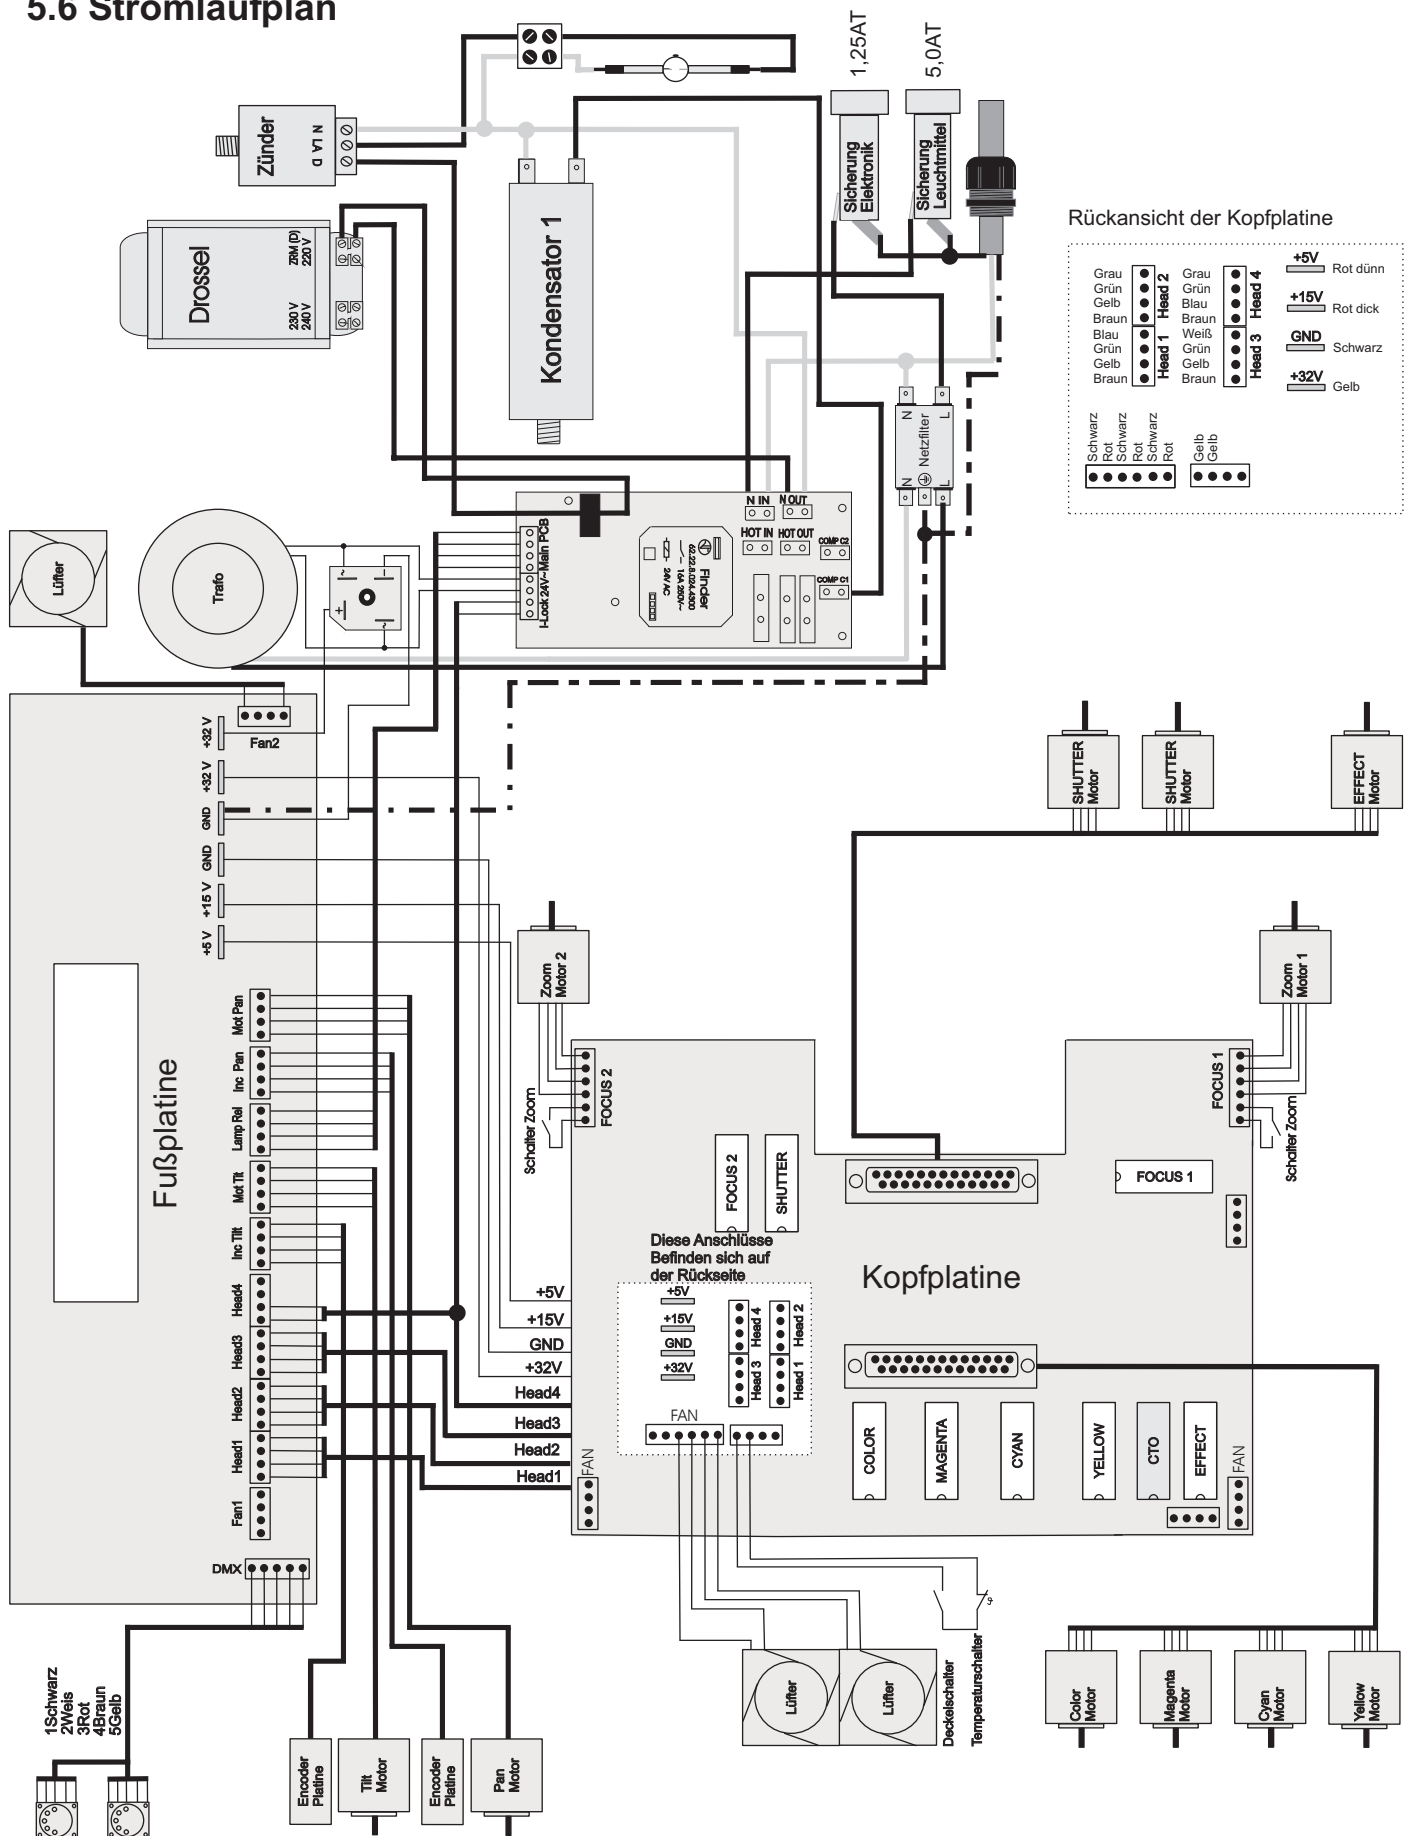 5.6 Stromlaufplan
1,25AT
5,0AT
Zünder
N LA D
Sicherung
Elektronik
Sicherung
Leuchtmittel
Drossel
ZRM (D)
220 V
230 V
240 V
Kondensator 1
Rückansicht der Kopfplatine
Grau
Grün
Gelb
Braun
Head 2
Blau
Grün
Gelb
Braun
Head 1
Grau
Grün
Blau
Braun
Head 4
Weiß
Grün
Gelb
Braun
Head 3
+5V
Rot dünn
+15V
Rot dick
GND
Schwarz
+32V
Gelb
Schwarz
Rot
Schwarz
Rot
Schwarz
Rot
Gelb
Gelb
N
L
Netzfilter
N
L
Lüfter
Trafo
~
-
+
~
I-Lock 24V~ Main PCB
Finder
62.22.8.024.4300
16A 250V~
24V AC
N IN
N OUT
HOT IN
HOT OUT
COMP C2
COMP C1
Fan2
+32 V
+32 V
GND
GND
+15 V
+5 V
Fußplatine
Mot Pan
Inc Pan
Lamp Rel
Mot Tit
Inc Tilt
Head4
Head3
Head2
Head1
Fan1
DMX
SHUTTER
Motor
SHUTTER
Motor
EFFECT
Motor
Zoom
Motor 2
Zoom
Motor 1
FOCUS 2
Schalter Zoom
FOCUS 1
Schalter Zoom
FOCUS 2
SHUTTER
FOCUS 1
Diese Anschlüsse
Befinden sich auf
der Rückseite
Kopfplatine
+5V
+15V
GND
+32V
Head4
Head3
Head2
Head1
+5V
+15V
GND
+32V
Head 4
Head 2
Head 3
Head 1
FAN
FAN
FAN
COLOR
MAGENTA
CYAN
YELLOW
CTO
EFFECT
Lüfter
Lüfter
Deckelschalter
Temperaturschalter
Color
Motor
Magenta
Motor
Cyan
Motor
Yellow
Motor
1Schwarz
2Weis
3Rot
4Braun
5Gelb
Encoder
Platine
Tilt
Motor
Encoder
Platine
Pan
Motor